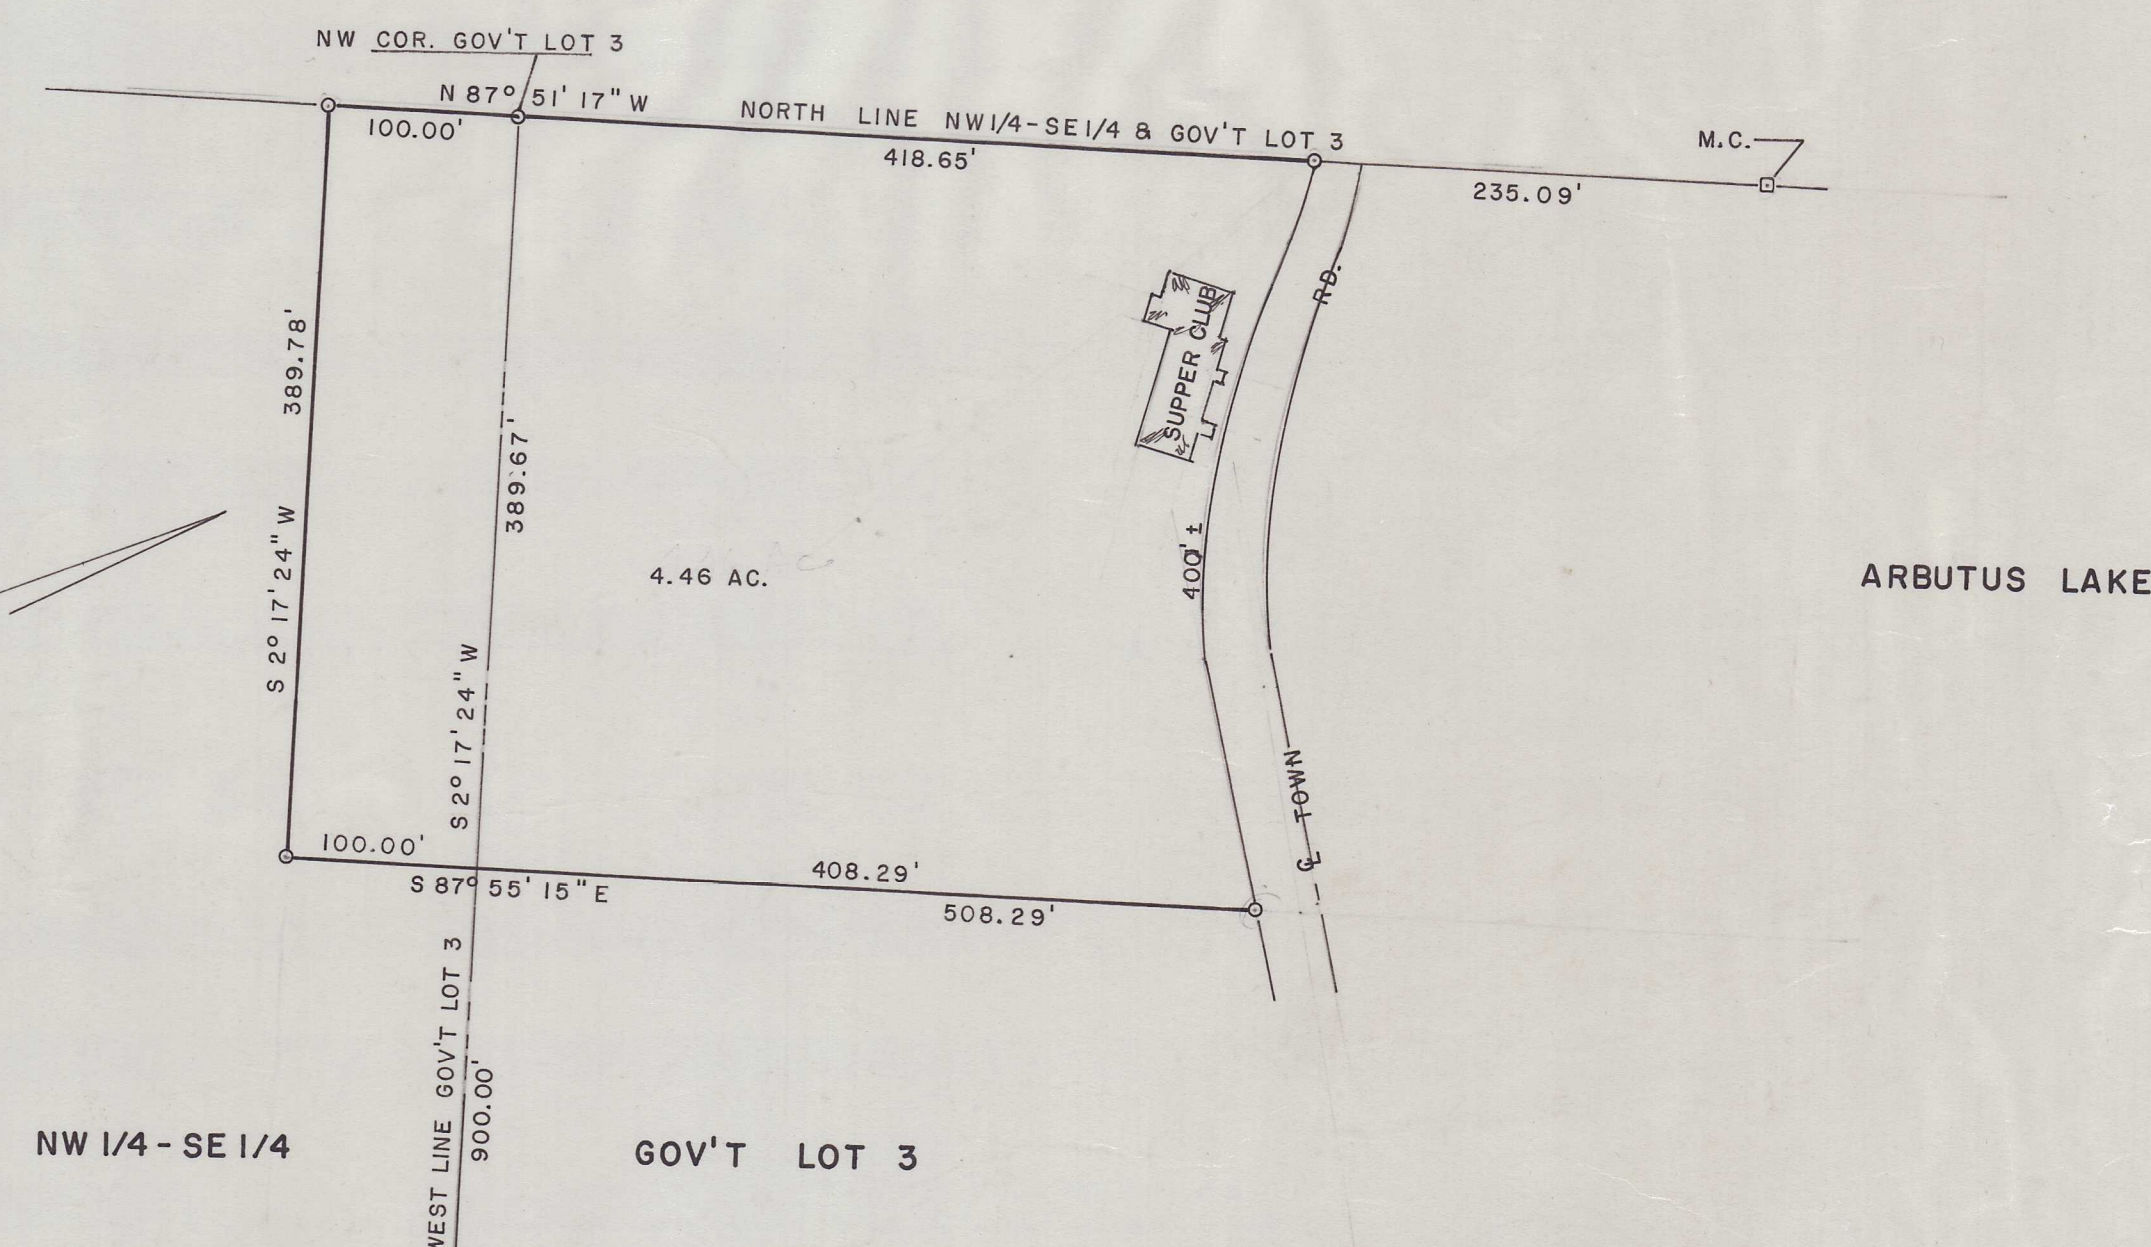 NW COR. GOV'T LOT 3
N 87° 51' 17" W
NORTH LINE NW1/4-SE1/4 & GOV'T LOT 3
M.C.
100.00'
418.65'
235.09'
RD.
SUPPER CLUB
389.78'
389.67'
400' ±
S 2° 17' 24" W
4.46 AC.
ARBUTUS LAKE
S 2° 17' 24" W
TOWN
℄
100.00'
408.29'
S 87° 55' 15" E
508.29'
WEST LINE GOV'T LOT 3
900.00'
NW 1/4 - SE 1/4
GOV'T LOT 3